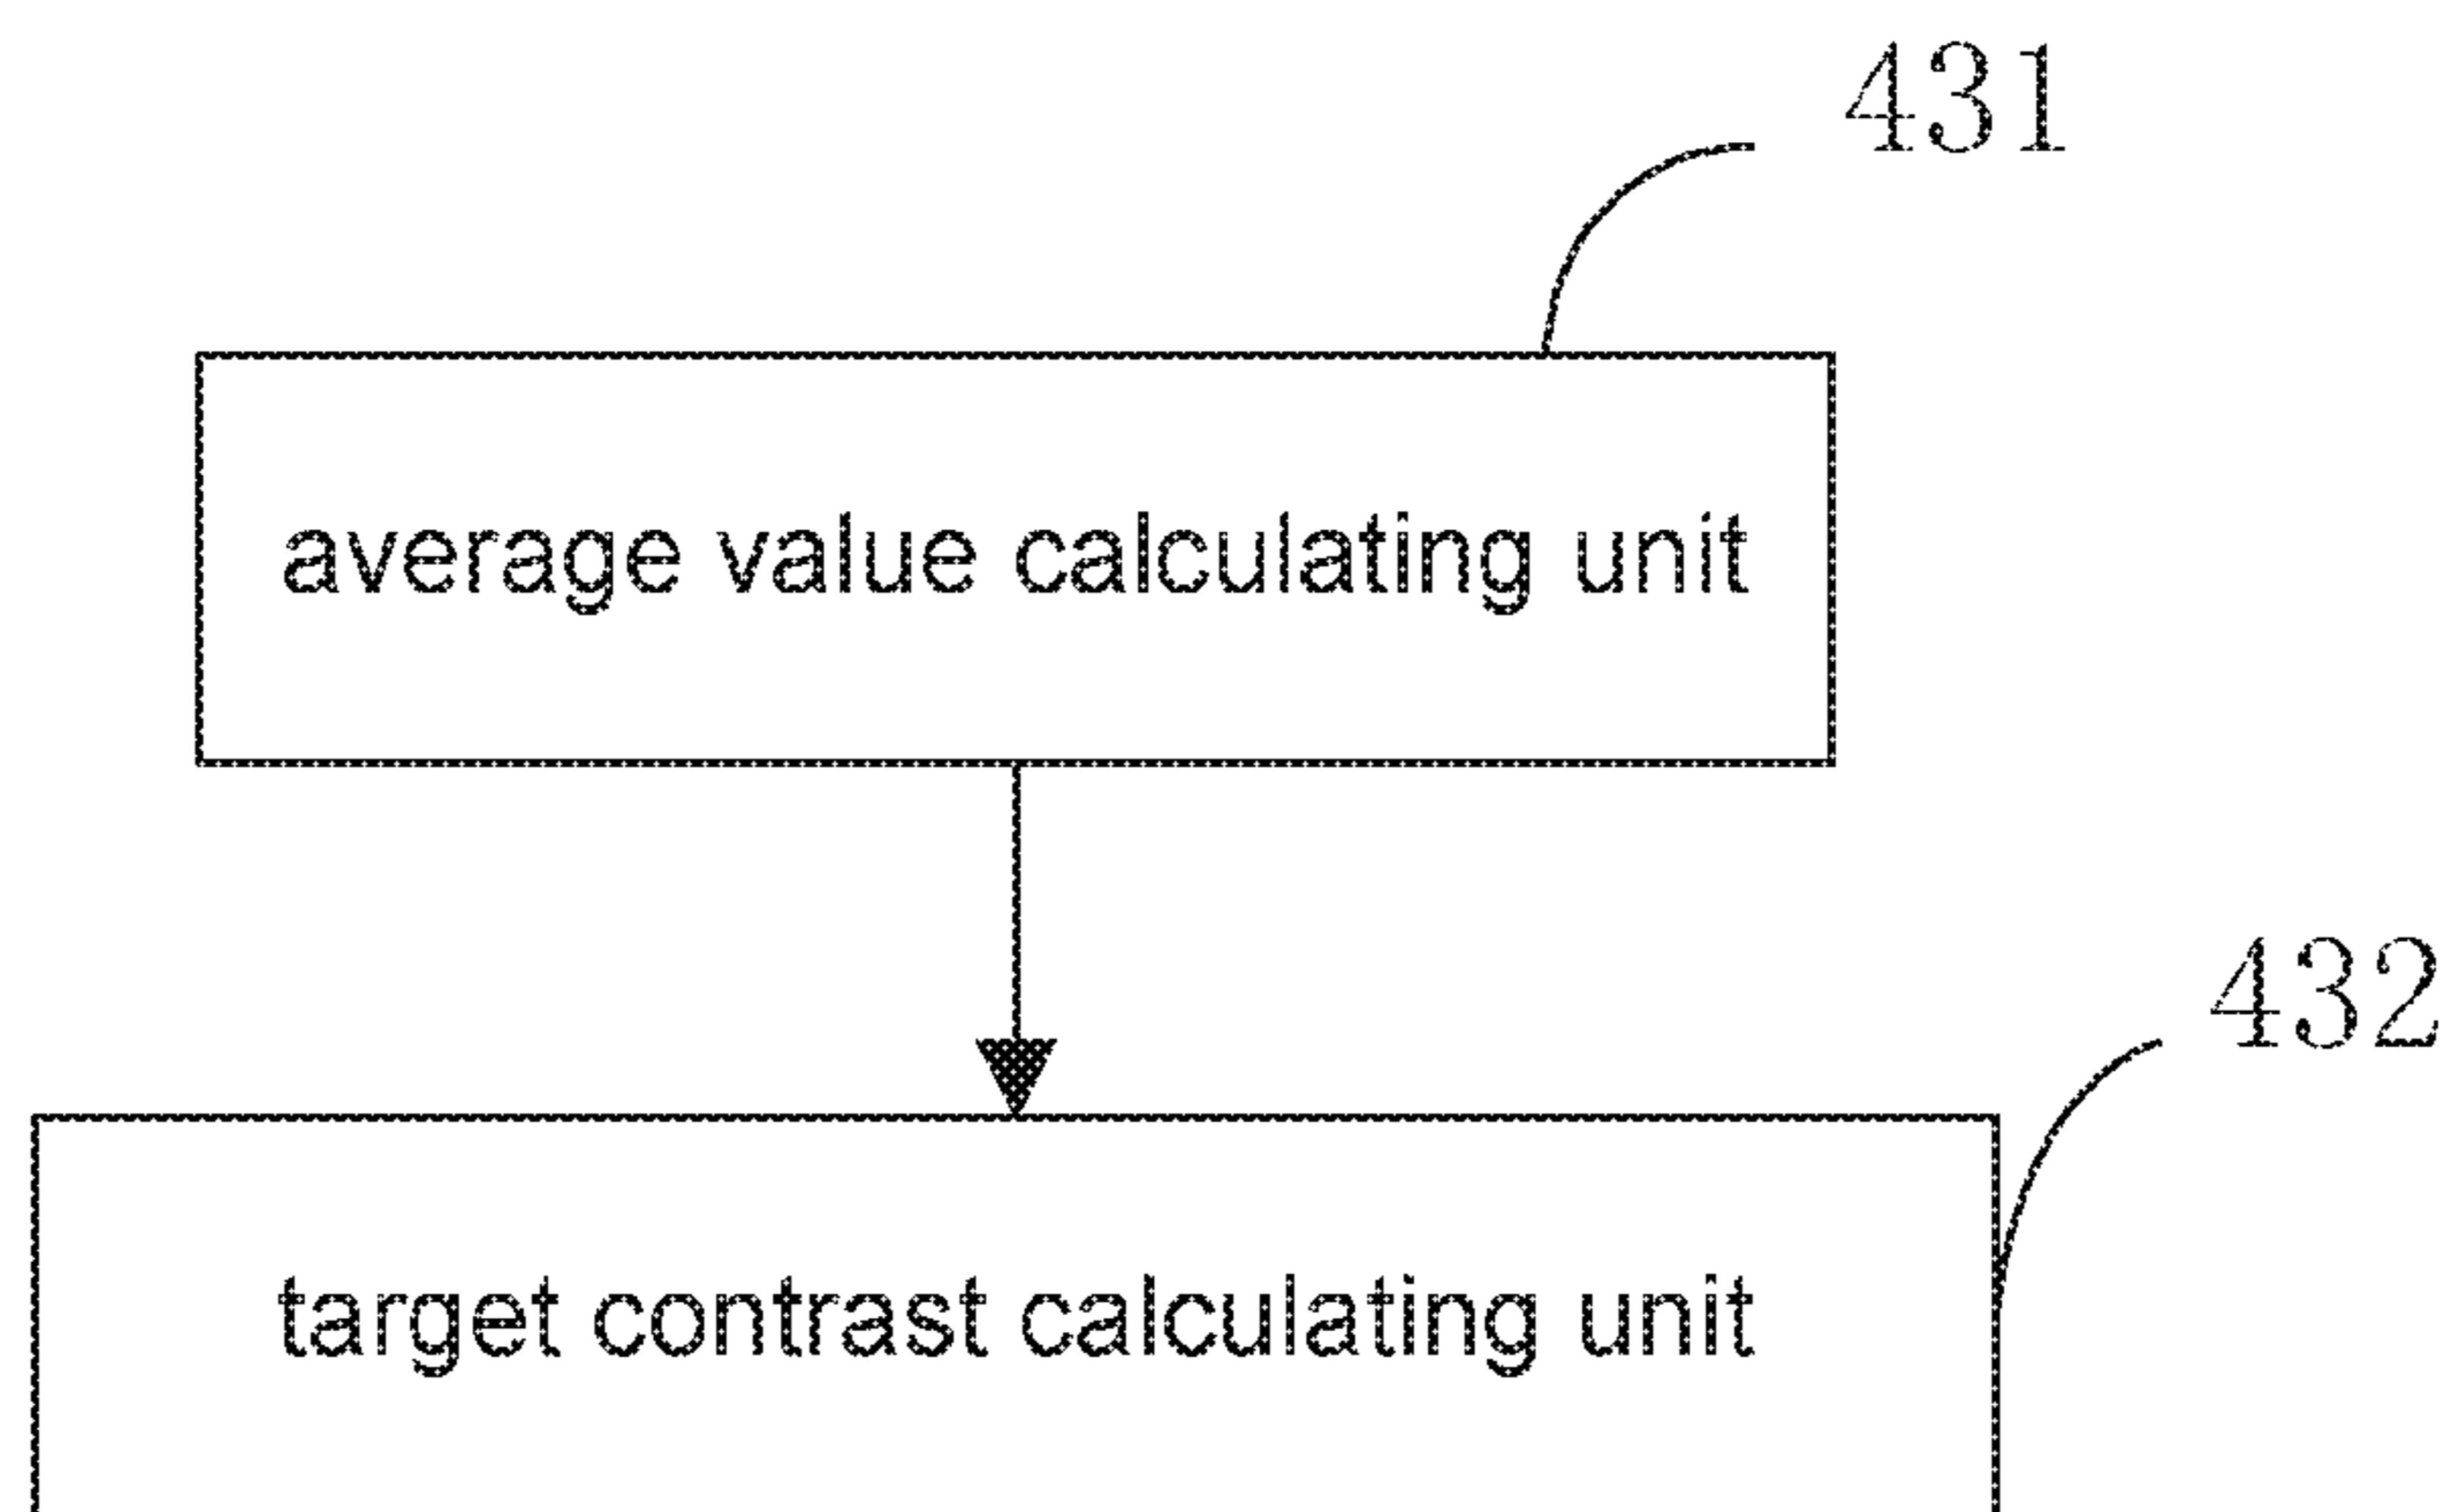 431
average value calculating unit
432
target contrast calculating unit